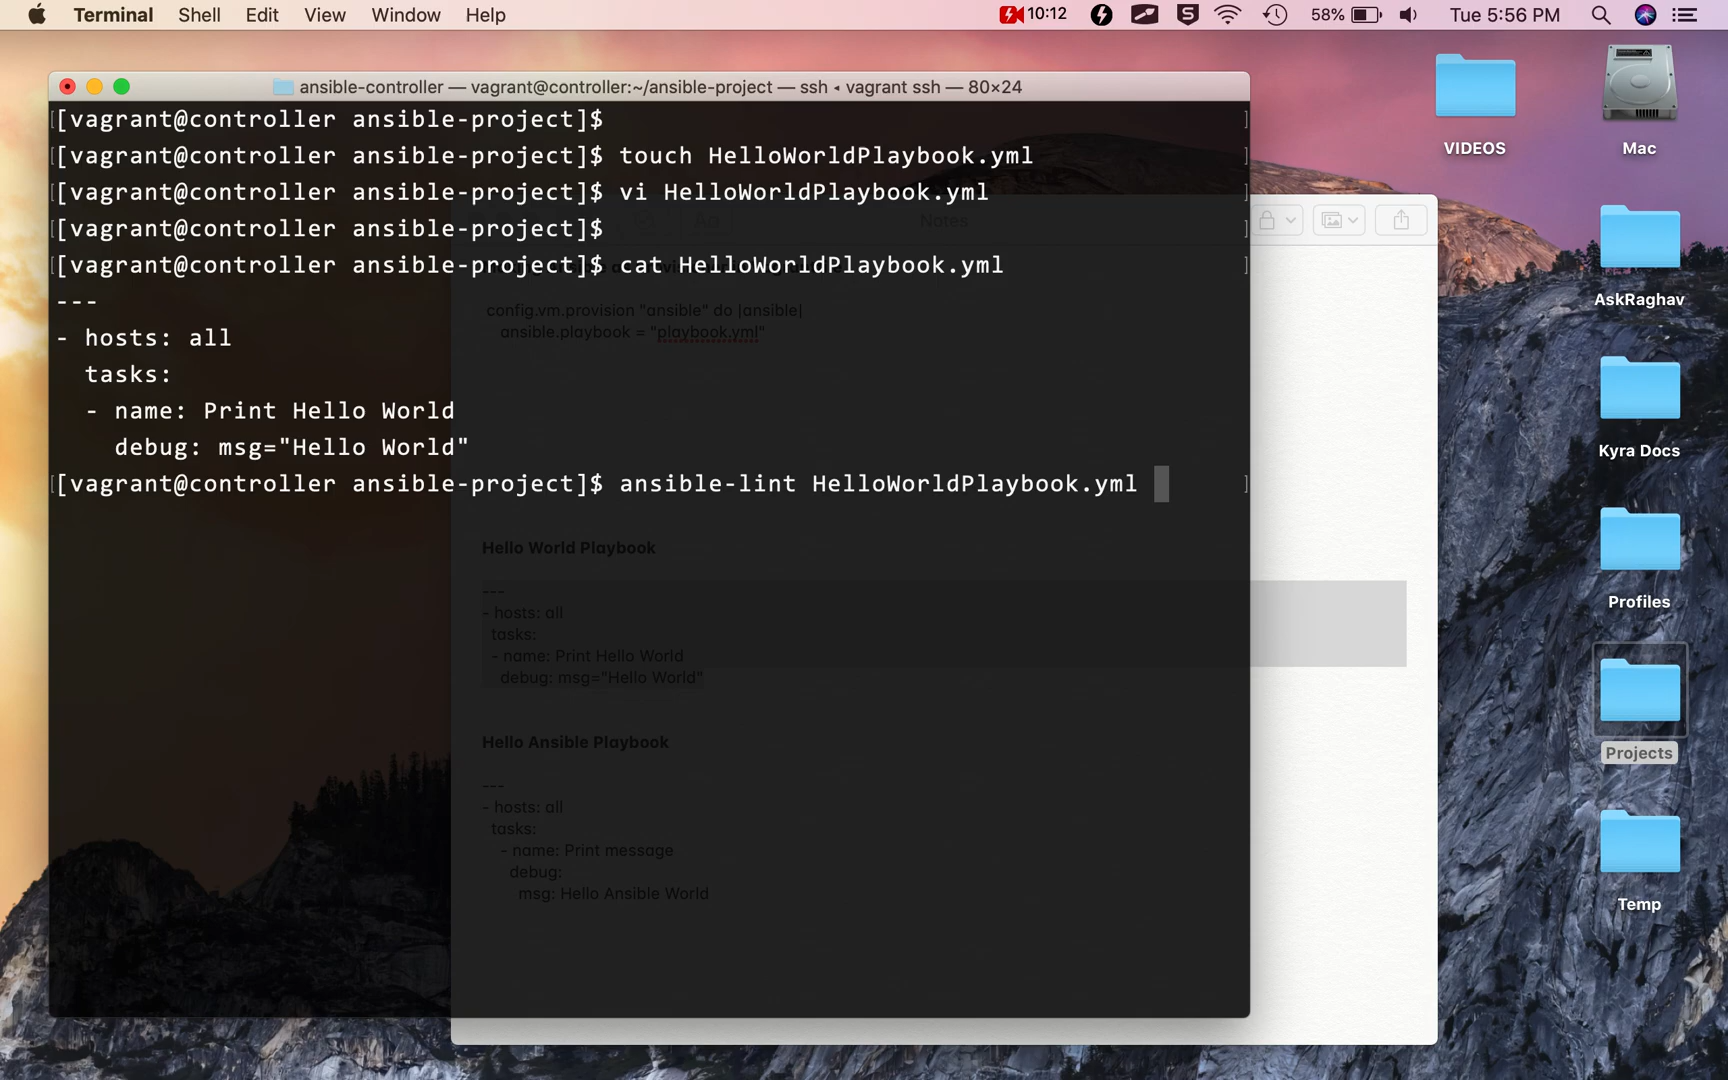 Terminal Shell Edit View Window Help 10:12 58% Tue 5:56 PM
ansible-controller — vagrant@controller:~/ansible-project — ssh ◂ vagrant ssh — 80×24
[vagrant@controller ansible-project]$
[vagrant@controller ansible-project]$ touch HelloWorldPlaybook.yml
[vagrant@controller ansible-project]$ vi HelloWorldPlaybook.yml
[vagrant@controller ansible-project]$
[vagrant@controller ansible-project]$ cat HelloWorldPlaybook.yml
---
- hosts: all
  tasks:
  - name: Print Hello World
    debug: msg="Hello World"
[vagrant@controller ansible-project]$ ansible-lint HelloWorldPlaybook.yml
Aa
Notes
config.vm.provision "ansible" do |ansible|
ansible.playbook = "playbook.yml"
Hello World Playbook
---
- hosts: all
  tasks:
  - name: Print Hello World
    debug: msg="Hello World"
Hello Ansible Playbook
---
- hosts: all
  tasks:
    - name: Print message
      debug:
        msg: Hello Ansible World
VIDEOS
Mac
AskRaghav
Kyra Docs
Profiles
Projects
Temp